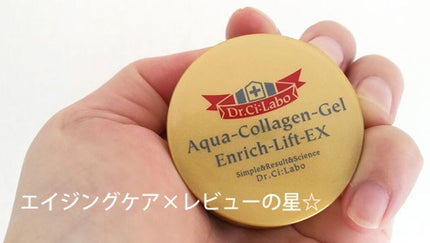 Dr.Ci:Labo
Aqua-Collagen-Gel
Enrich-Lift-EX
Simple&Result&Science
Dr.Ci:Labo
エイジングケア×レビューの星☆